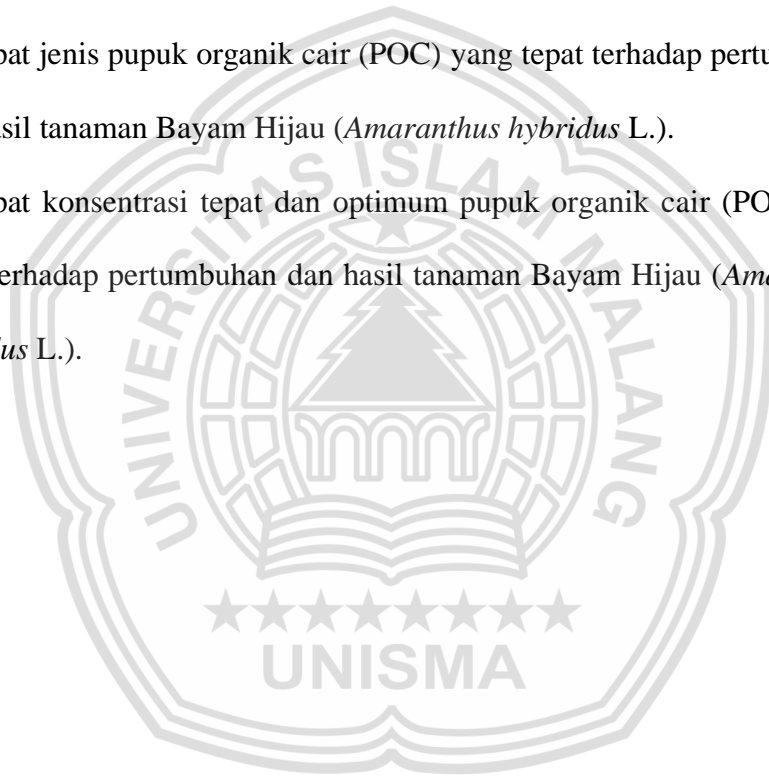 pat jenis pupuk organik cair (POC) yang tepat terhadap pertu
sil tanaman Bayam Hijau (Amaranthus hybridus L.).
pat konsentrasi tepat dan optimum pupuk organik cair (PO
erhadap pertumbuhan dan hasil tanaman Bayam Hijau (Ama
lus L.).
UNIVERSITAS ISLAM MALANG
UNISMA